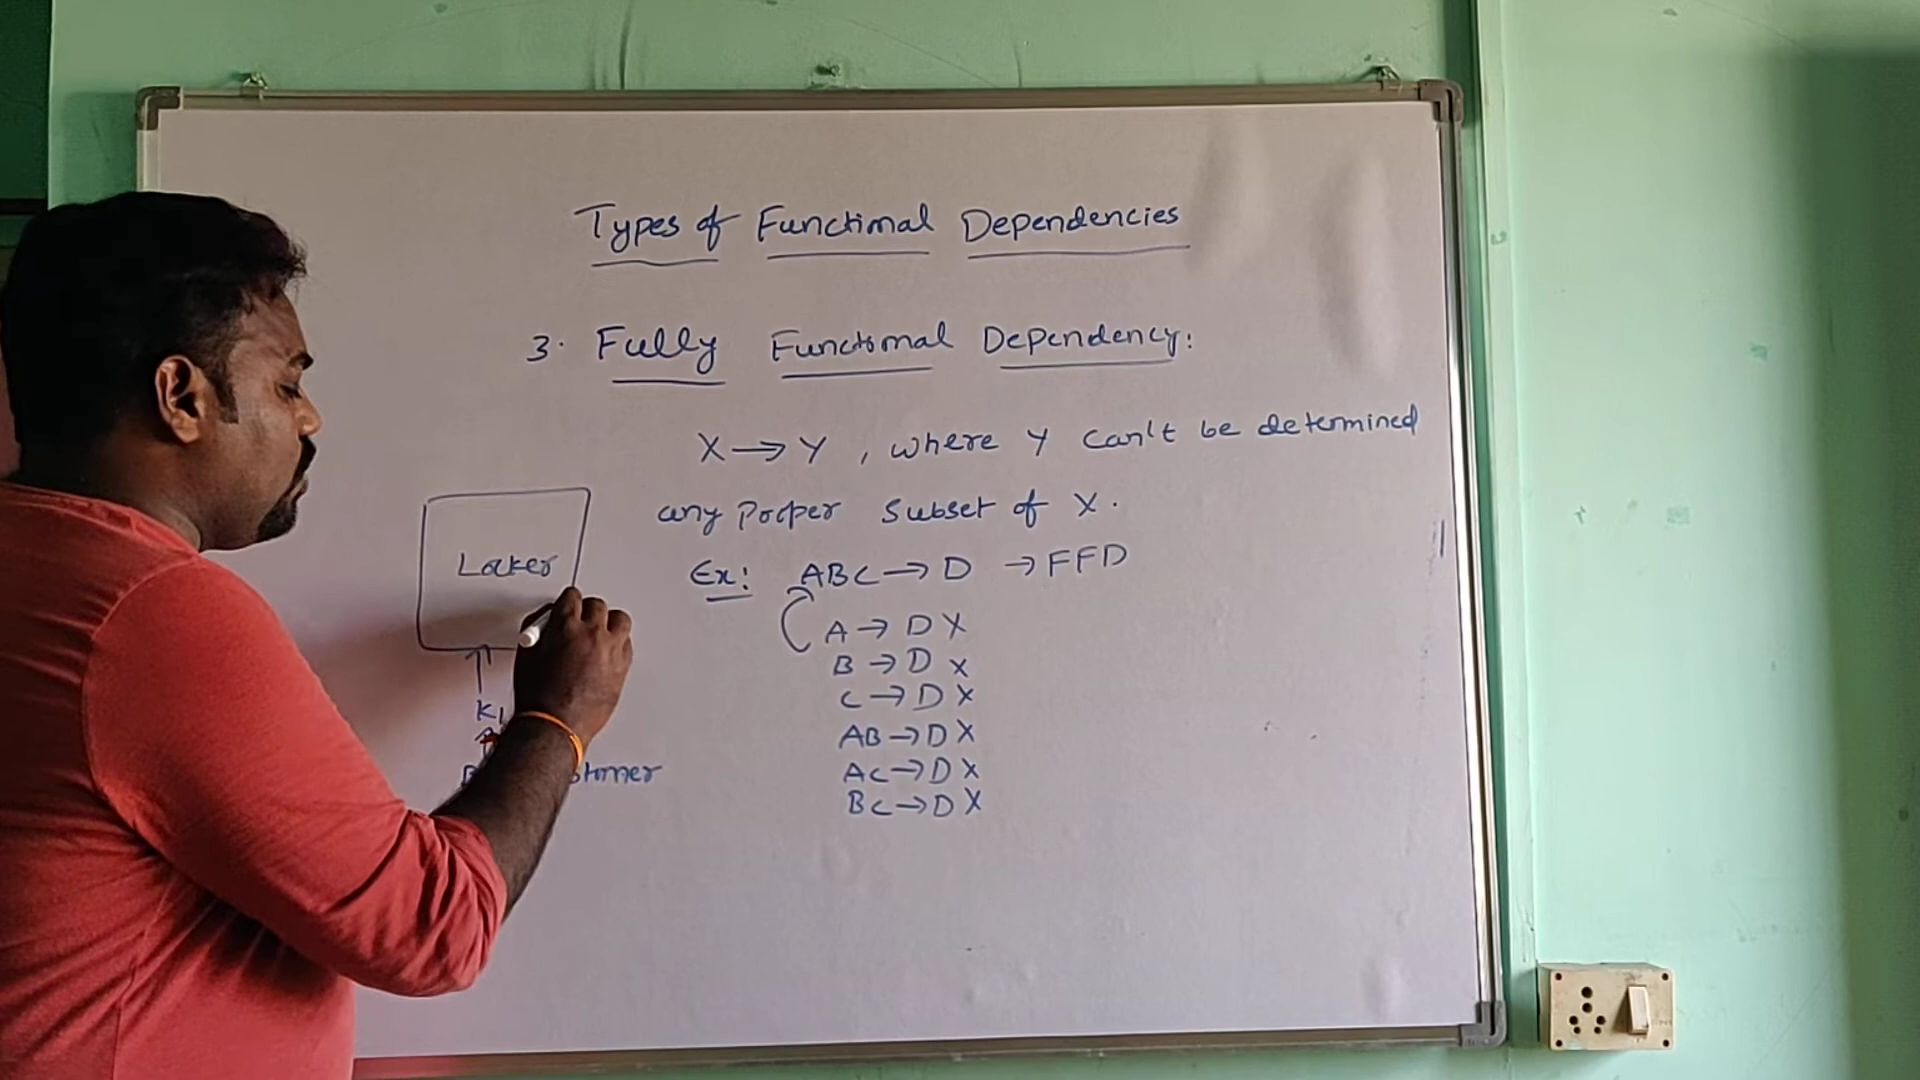 Types of Functional Dependencies
3. Fully Functional Dependency:
X → Y , where Y can't be determined
any proper subset of X.
Locker
K1
Ex: ABC → D → FFD
A → D X
B → D X
C → D X
AB → D X
AC → D X
BC → D X